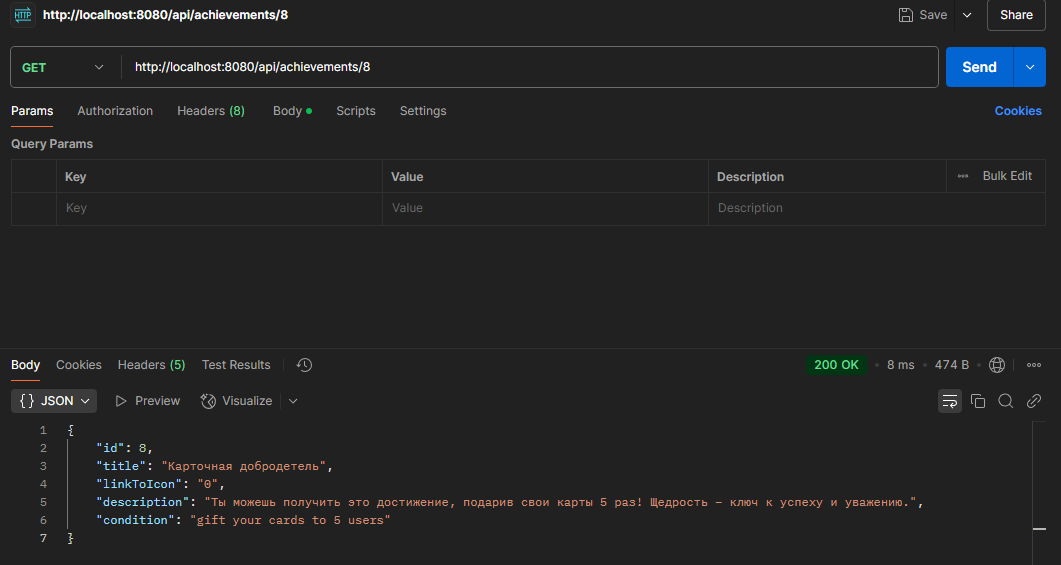 HTTP http://localhost:8080/api/achievements/8 Save Share
GET http://localhost:8080/api/achievements/8 Send
Params Authorization Headers (8) Body Scripts Settings Cookies
Query Params
Key Value Description Bulk Edit
Key Value Description
Body Cookies Headers (5) Test Results 200 OK 8 ms 474 B
{} JSON Preview Visualize
1 {
2 "id": 8,
3 "title": "Карточная добродетель",
4 "linkToIcon": "0",
5 "description": "Ты можешь получить это достижение, подарив свои карты 5 раз! Щедрость – ключ к успеху и уважению.",
6 "condition": "gift your cards to 5 users"
7 }